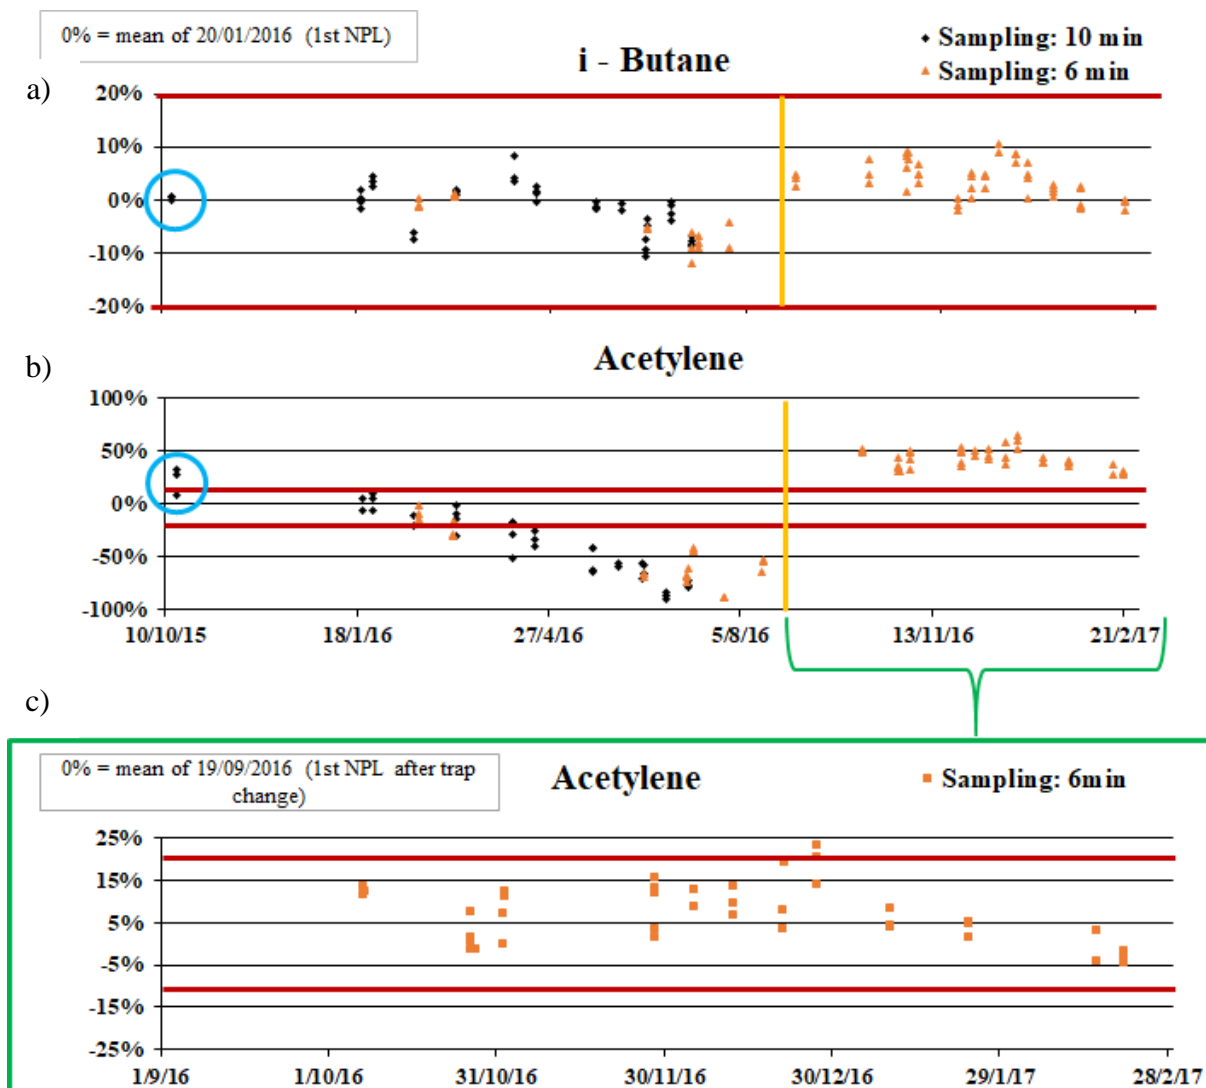 0% = mean of 20/01/2016 (1st NPL)
Sampling: 10 min
i - Butane
Sampling: 6 min
a)
20%
10%
0%
-10%
-20%
b)
Acetylene
100%
50%
0%
-50%
-100%
10/10/15 18/1/16 27/4/16 5/8/16 13/11/16 21/2/17
c)
0% = mean of 19/09/2016 (1st NPL after trap
change)
Acetylene
Sampling: 6min
25%
15%
5%
-5%
-15%
-25%
1/9/16 1/10/16 31/10/16 30/11/16 30/12/16 29/1/17 28/2/17